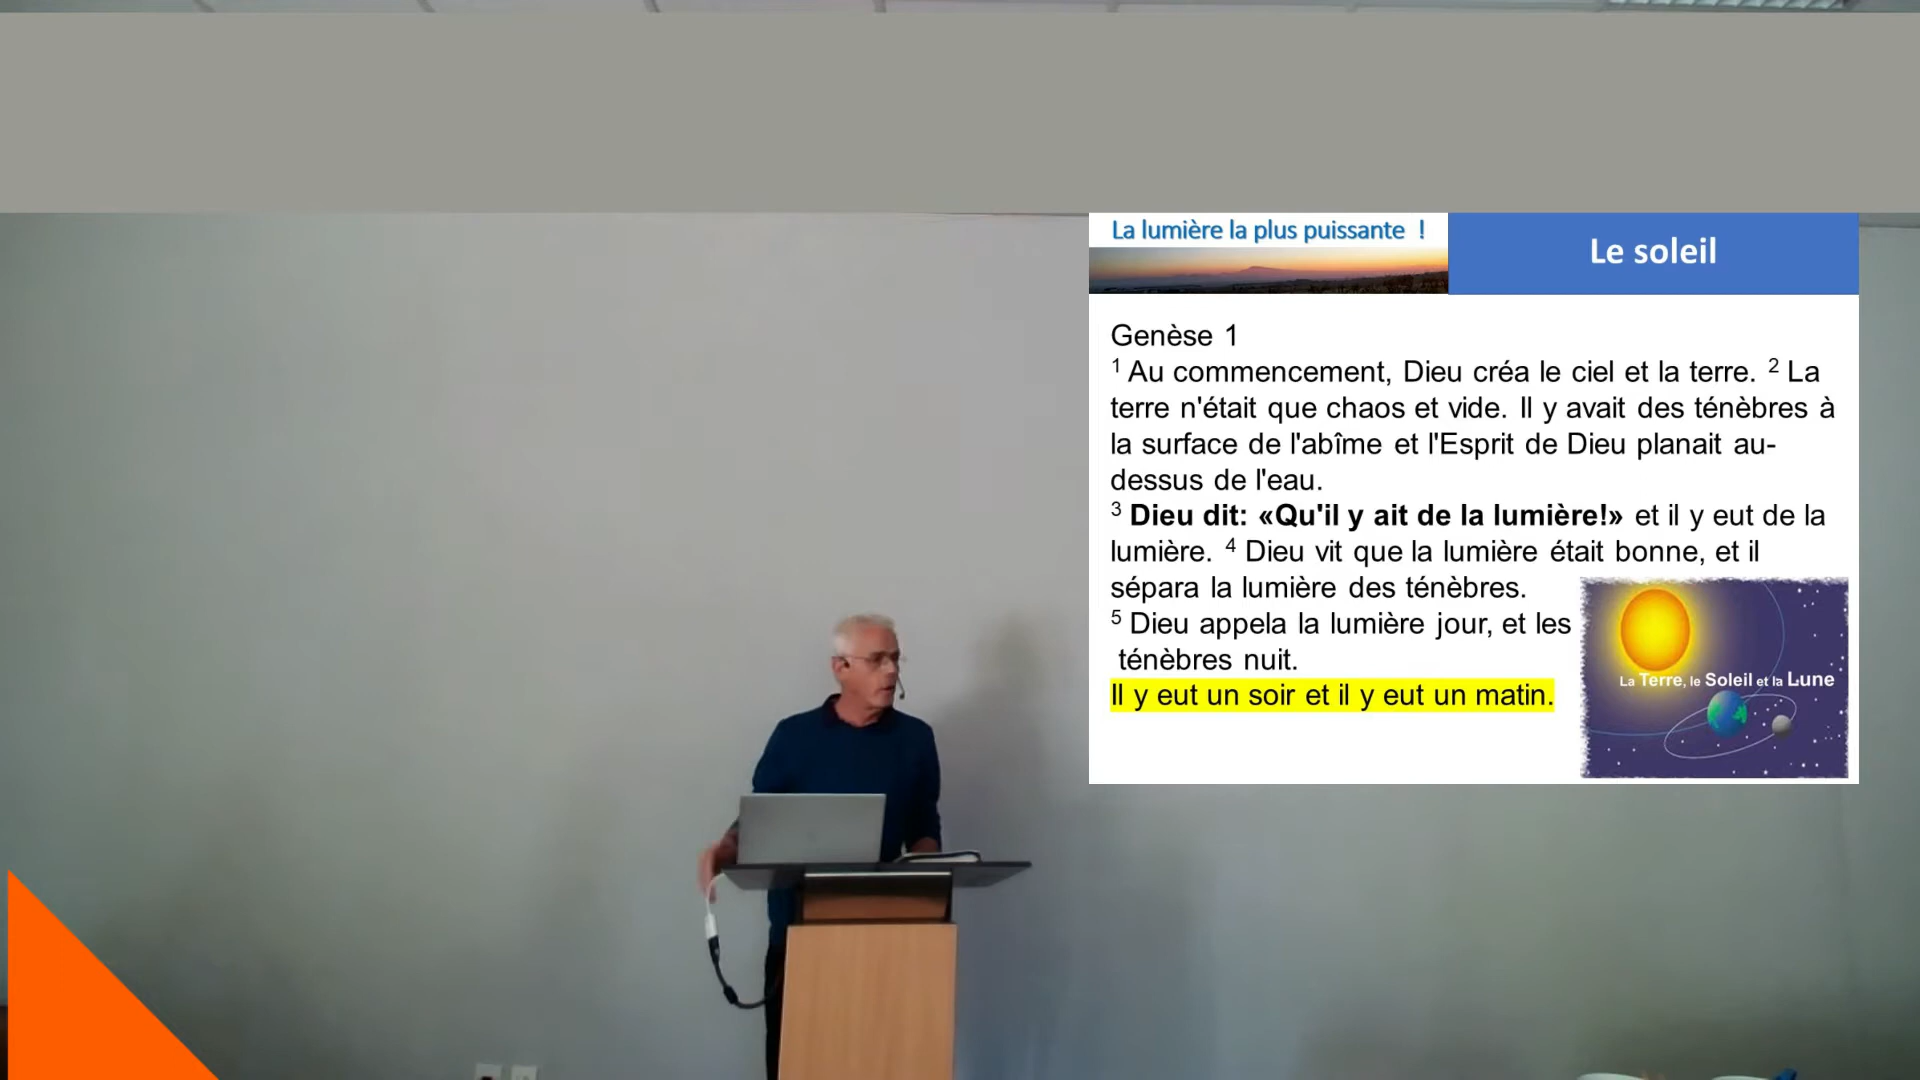 La lumière la plus puissante !
Le soleil
Genèse 1
1 Au commencement, Dieu créa le ciel et la terre. 2 La
terre n'était que chaos et vide. Il y avait des ténèbres à
la surface de l'abîme et l'Esprit de Dieu planait au-
dessus de l'eau.
3 Dieu dit: «Qu'il y ait de la lumière!» et il y eut de la
lumière. 4 Dieu vit que la lumière était bonne, et il
sépara la lumière des ténèbres.
5 Dieu appela la lumière jour, et les
ténèbres nuit.
Il y eut un soir et il y eut un matin.
La Terre, le Soleil et la Lune